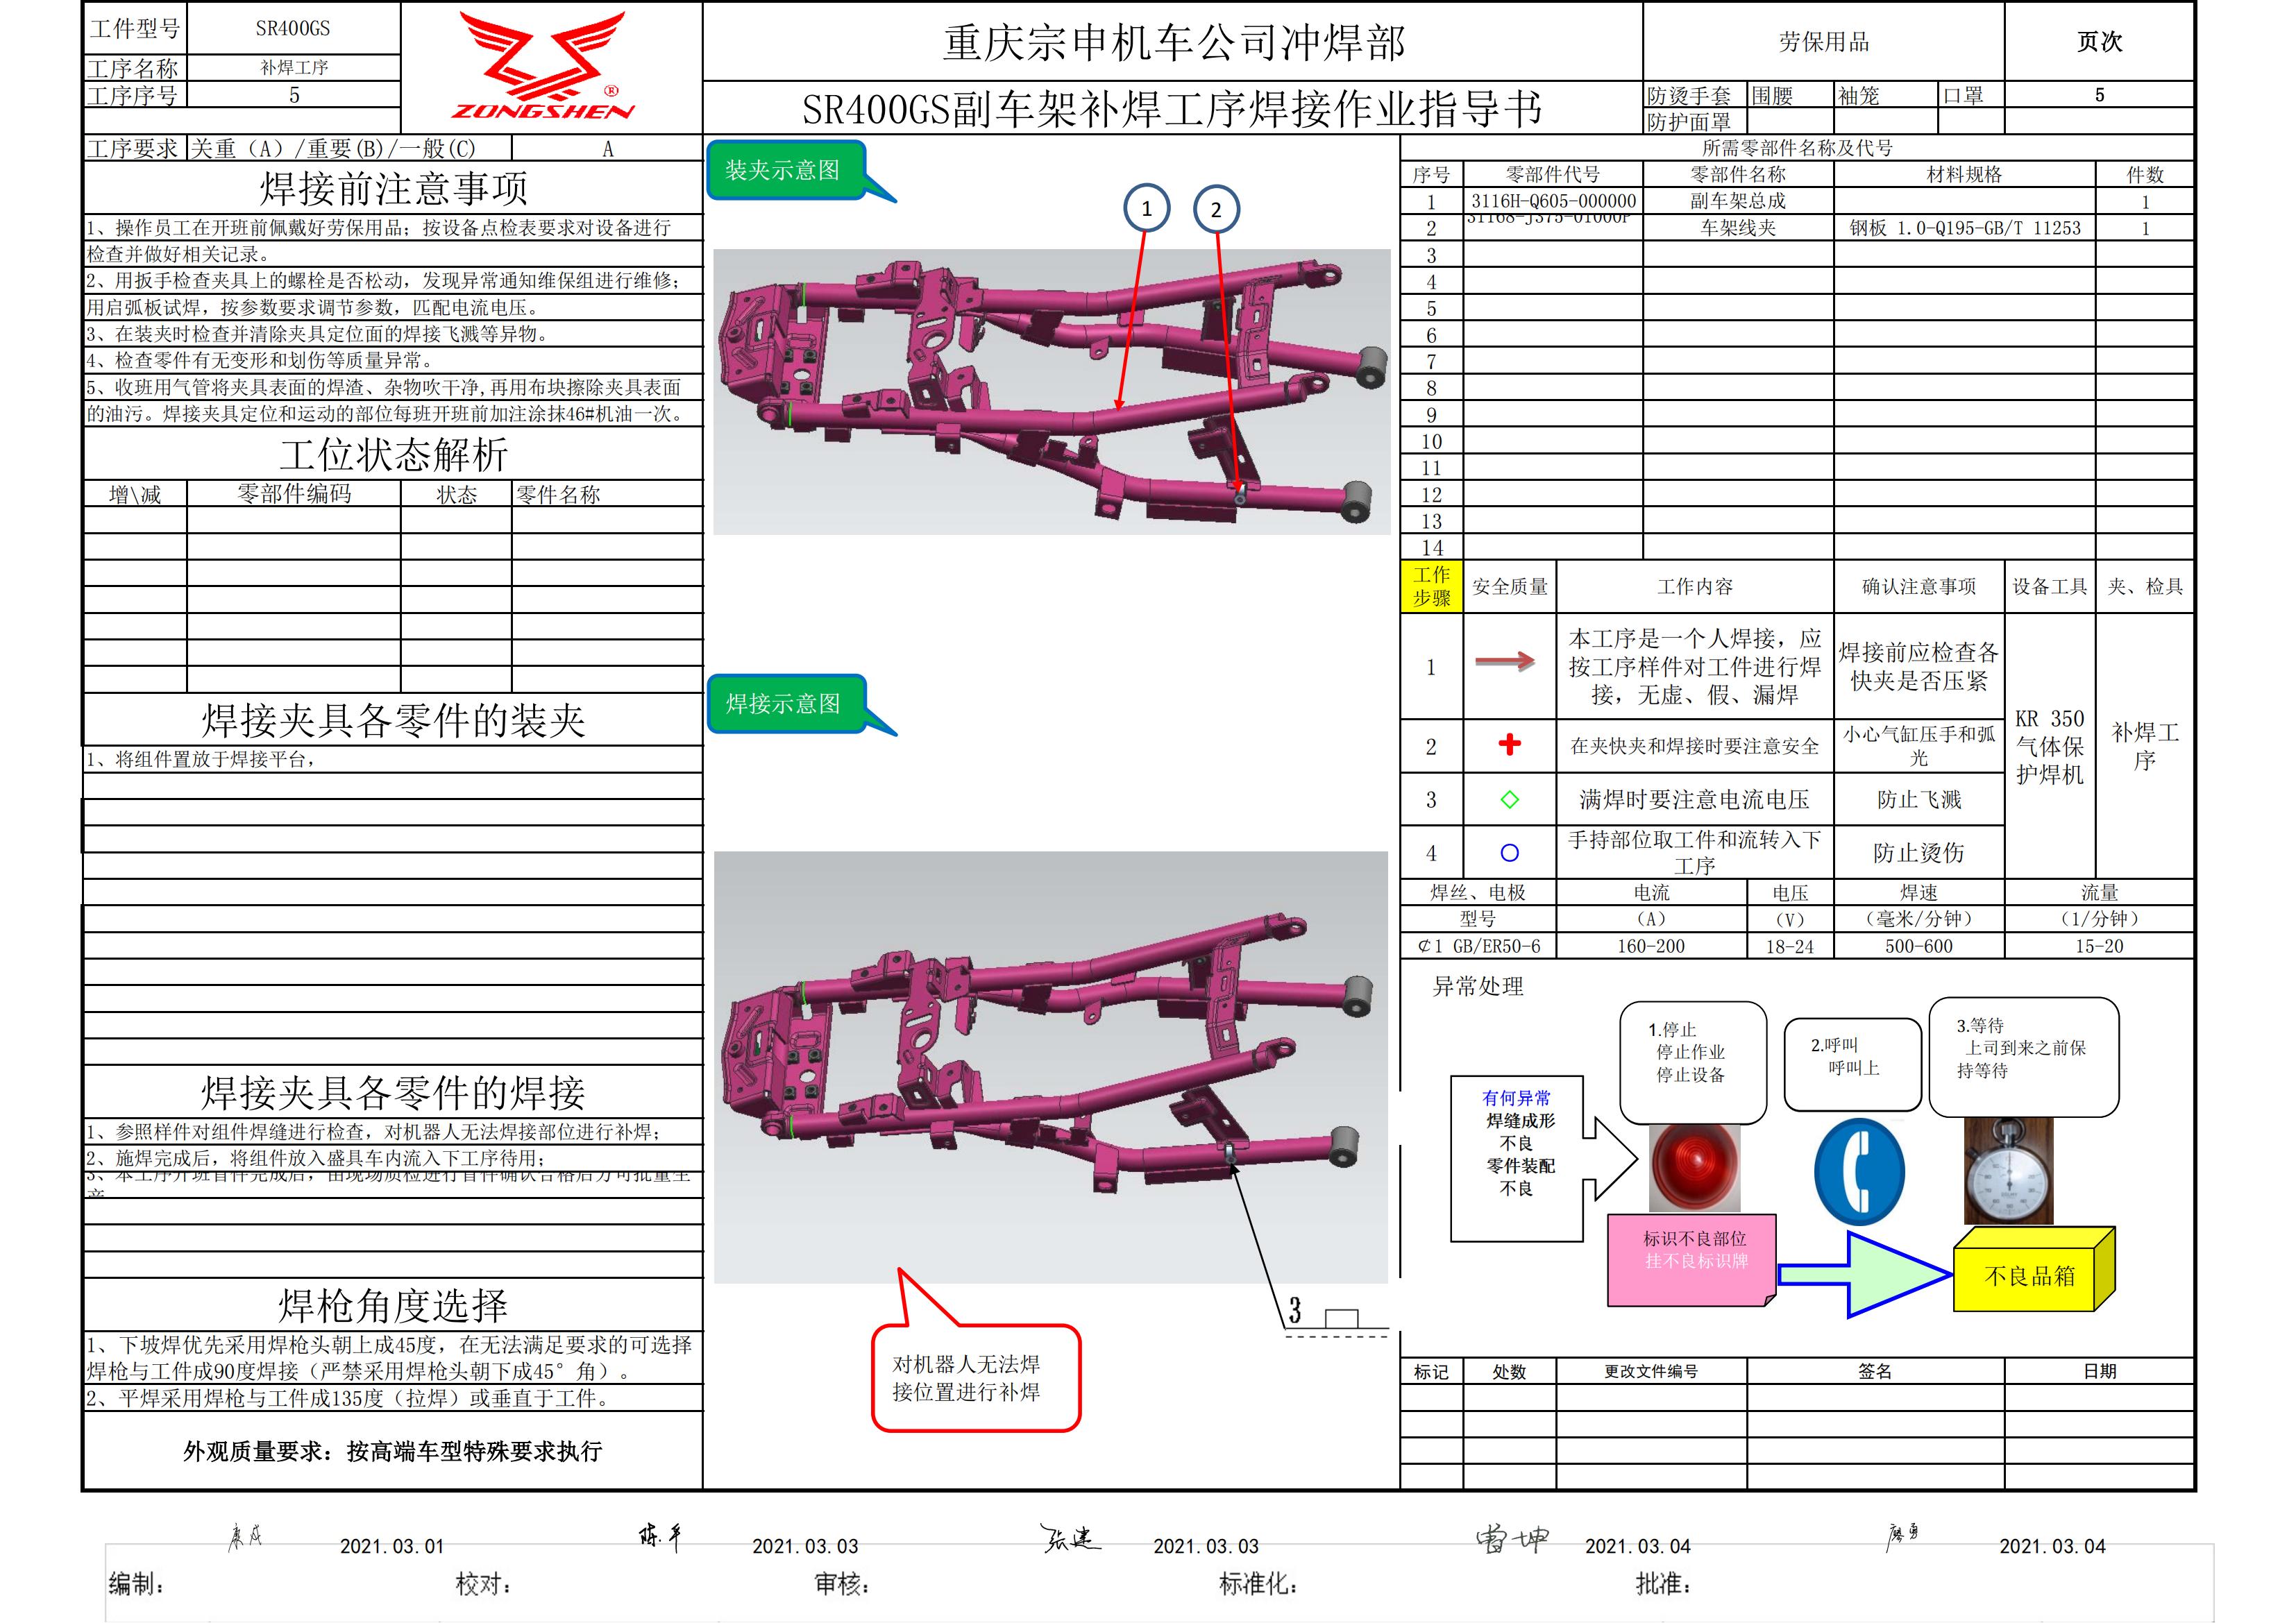 工件型号 SR400GS
工序名称 补焊工序
工序序号 5
ZONGSHEN ®
重庆宗申机车公司冲焊部
SR400GS副车架补焊工序焊接作业指导书
劳保用品 页次
防烫手套 围腰 袖笼 口罩 5
防护面罩
工序要求 关重（A）/重要(B)/一般(C) A
焊接前注意事项
1、操作员工在开班前佩戴好劳保用品；按设备点检表要求对设备进行
检查并做好相关记录。
2、用扳手检查夹具上的螺栓是否松动，发现异常通知维保组进行维修；
用启弧板试焊，按参数要求调节参数，匹配电流电压。
3、在装夹时检查并清除夹具定位面的焊接飞溅等异物。
4、检查零件有无变形和划伤等质量异常。
5、收班用气管将夹具表面的焊渣、杂物吹干净,再用布块擦除夹具表面
的油污。焊接夹具定位和运动的部位每班开班前加注涂抹46#机油一次。
工位状态解析
增\减 零部件编码 状态 零件名称
焊接夹具各零件的装夹
1、将组件置放于焊接平台，
焊接夹具各零件的焊接
1、参照样件对组件焊缝进行检查，对机器人无法焊接部位进行补焊；
2、施焊完成后，将组件放入盛具车内流入下工序待用；
3、本工序开班首件完成后，由现场质检进行首件确认合格后方可批量生
产
焊枪角度选择
1、下坡焊优先采用焊枪头朝上成45度，在无法满足要求的可选择
焊枪与工件成90度焊接（严禁采用焊枪头朝下成45°角）。
2、平焊采用焊枪与工件成135度（拉焊）或垂直于工件。
外观质量要求：按高端车型特殊要求执行
装夹示意图
1 2
焊接示意图
3
对机器人无法焊
接位置进行补焊
所需零部件名称及代号
序号 零部件代号 零部件名称 材料规格 件数
1 3116H-Q605-000000 副车架总成 1
2 31168-J375-01000P 车架线夹 钢板 1.0-Q195-GB/T 11253 1
3
4
5
6
7
8
9
10
11
12
13
14
工作
步骤 安全质量 工作内容 确认注意事项 设备工具 夹、检具
1 本工序是一个人焊接，应
按工序样件对工件进行焊
接，无虚、假、漏焊
焊接前应检查各
快夹是否压紧
2 在夹快夹和焊接时要注意安全 小心气缸压手和弧
光
3 满焊时要注意电流电压 防止飞溅
4 手持部位取工件和流转入下
工序
防止烫伤
KR 350
气体保
护焊机
补焊工
序
焊丝、电极 电流 电压 焊速 流量
型号 （A） （V） （毫米/分钟） （1/分钟）
¢1 GB/ER50-6 160-200 18-24 500-600 15-20
异常处理
有何异常
焊缝成形
不良
零件装配
不良
1.停止
停止作业
停止设备
2.呼叫
呼叫上
3.等待
上司到来之前保
持等待
标识不良部位
挂不良标识牌
不良品箱
标记 处数 更改文件编号 签名 日期
2021.03.01 陈平 2021.03.03 张建 2021.03.03 雷坤 2021.03.04 廖勇 2021.03.04
编制： 校对： 审核： 标准化： 批准：